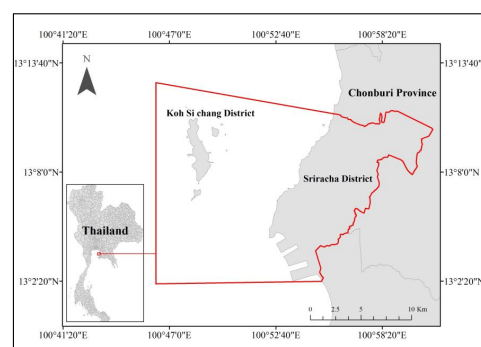 100°41'20"E 100°47'0"E 100°52'40"E 100°58'20"E
N
13°13'40"N 13°13'40"N
Chonburi Province
Koh Si chang District
13°8'0"N 13°8'0"N
Sriracha District
Thailand
13°2'20"N 13°2'20"N
0 2.5 5 10 Km
100°41'20"E 100°47'0"E 100°52'40"E 100°58'20"E